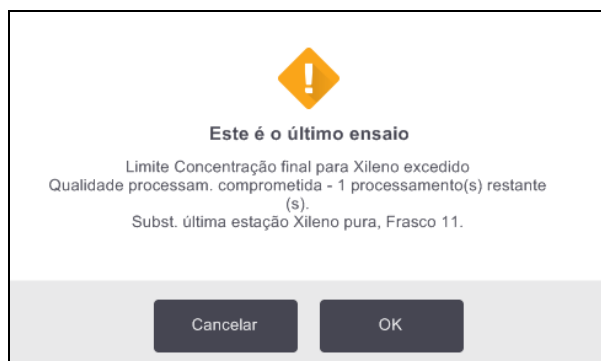 Este é o último ensaio
Limite Concentração final para Xileno excedido
Qualidade processam. comprometida - 1 processamento(s) restante
(s).
Subst. última estação Xileno pura, Frasco 11.
Cancelar
OK